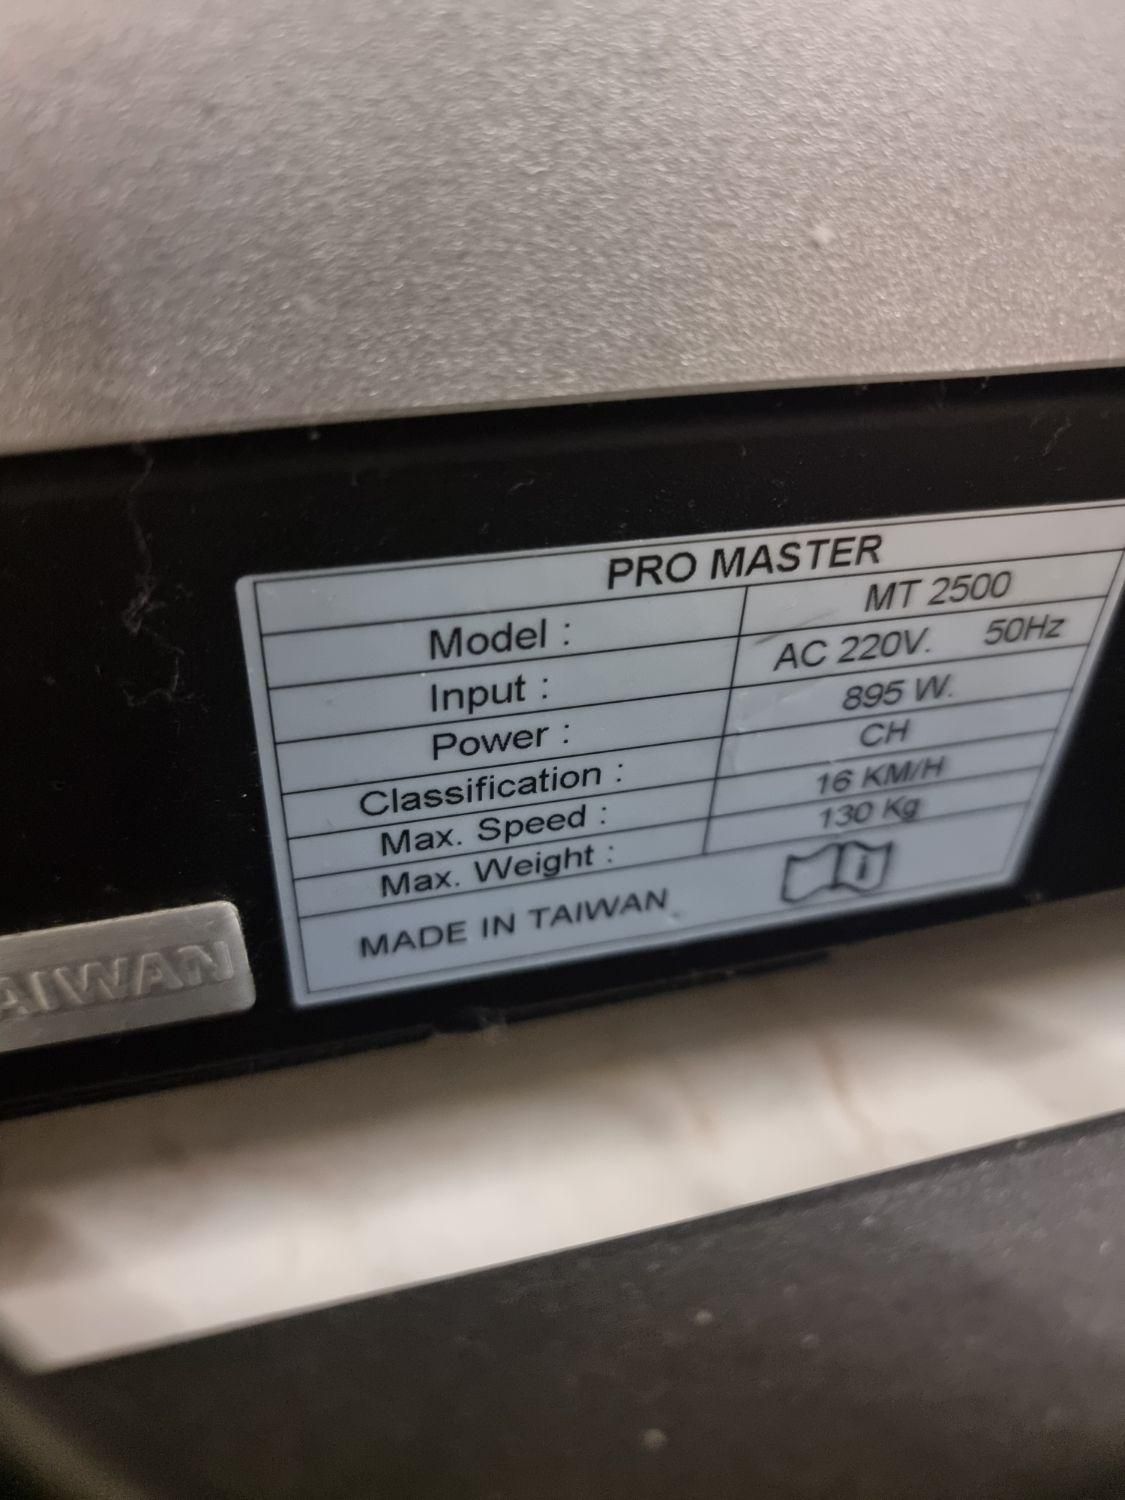 PRO MASTER
Model : MT 2500
Input : AC 220V. 50Hz
Power : 895 W.
Classification : CH
Max. Speed : 16 KM/H
Max. Weight : 130 Kg
MADE IN TAIWAN
AIWAN